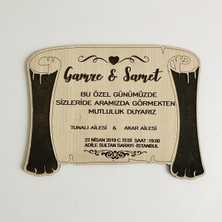 Gamze & Samet
BU ÖZEL GÜNÜMÜZDE
SİZLERİDE ARAMIZDA GÖRMEKTEN
MUTLULUK DUYARIZ
TUNALI AİLESİ & AKAR AİLESİ
22 NİSAN 2019 C.TESİ SAAT :19:00
ADİLE SULTAN SARAYI -İSTANBUL